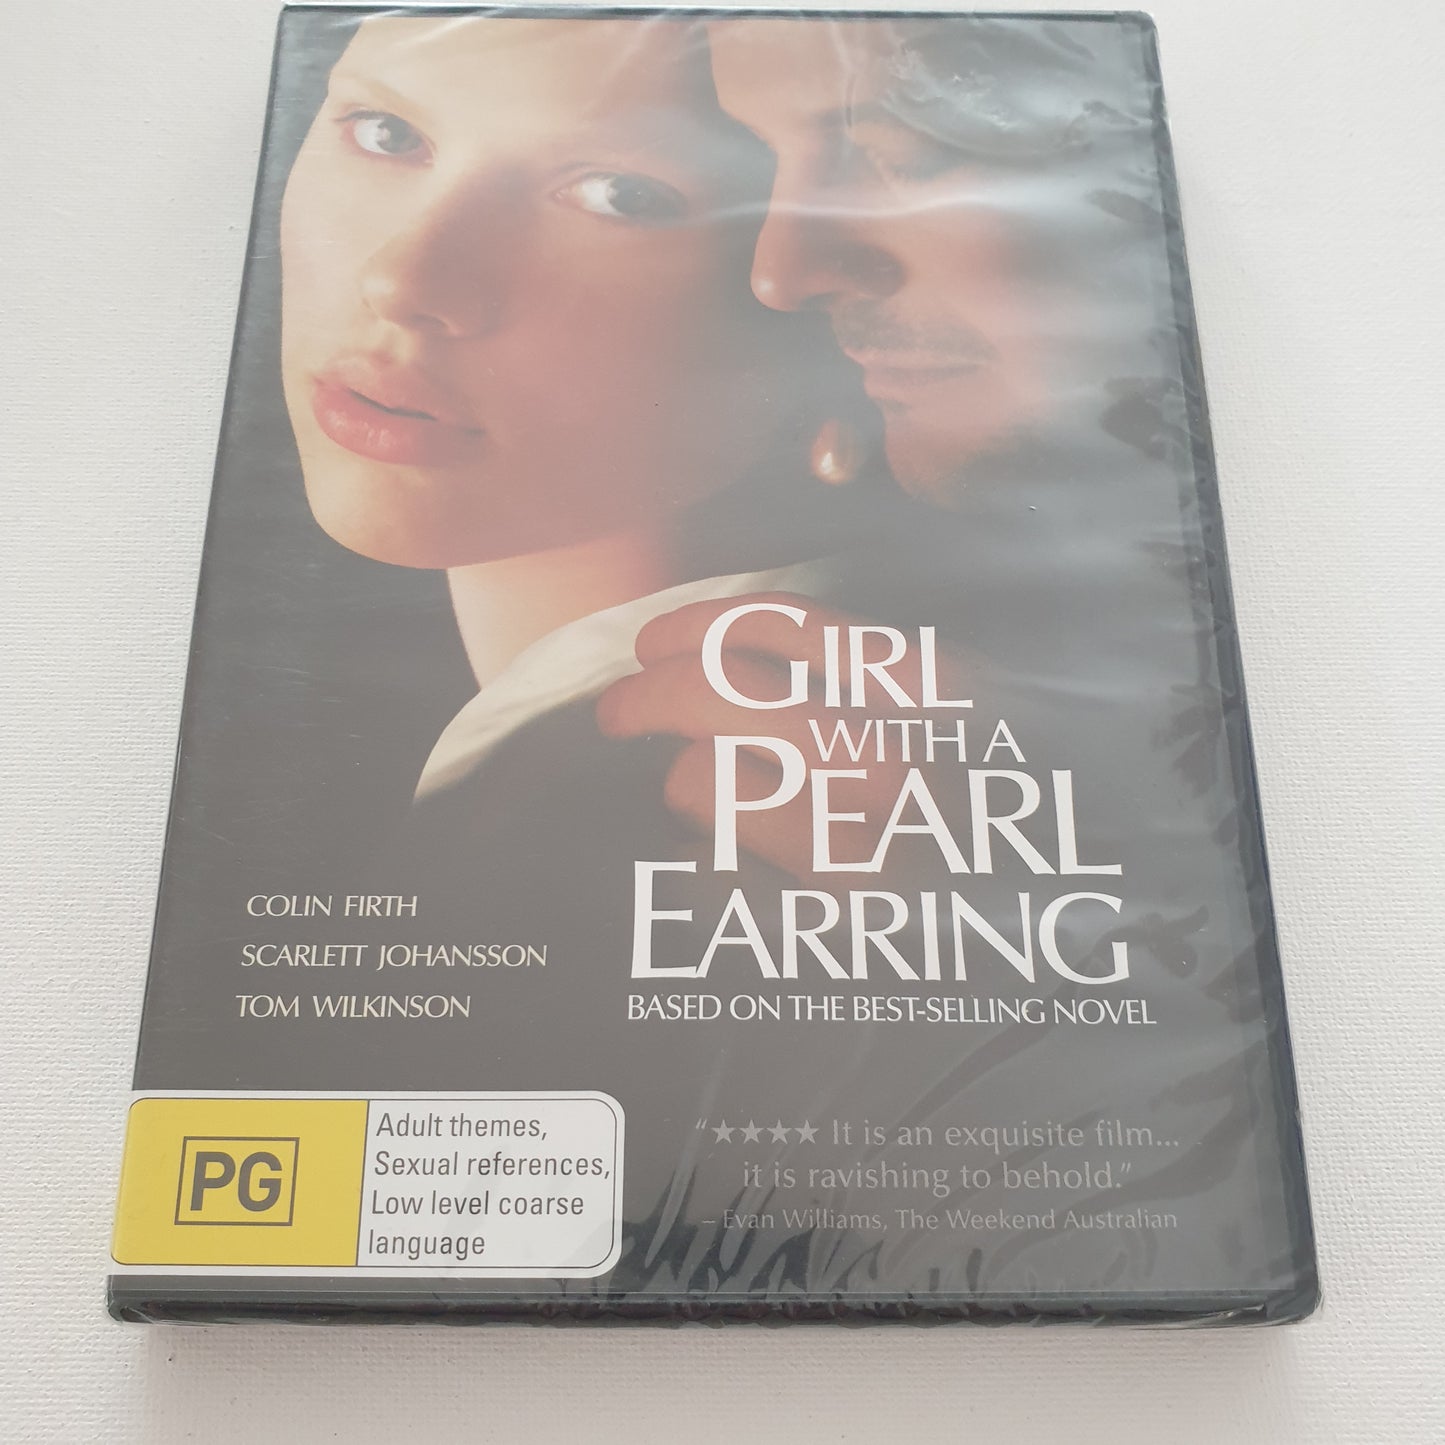 GIRL
WITH A
PEARL
EARRING
BASED ON THE BEST-SELLING NOVEL
COLIN FIRTH
SCARLETT JOHANSSON
TOM WILKINSON
PG
Adult themes,
Sexual references,
Low level coarse
language
"★★★★ It is an exquisite film...
it is ravishing to behold."
– Evan Williams, The Weekend Australian